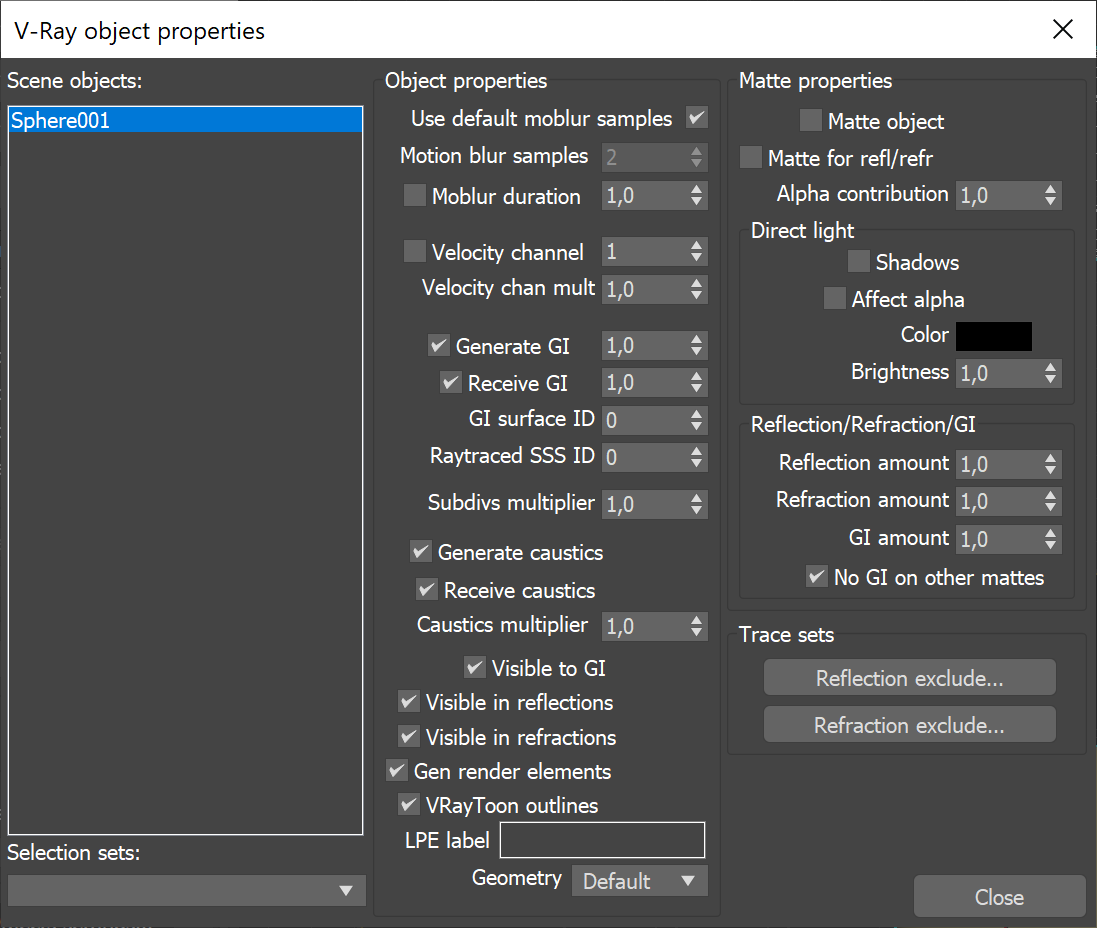 V-Ray object properties
Scene objects:
Sphere001
Selection sets:
Object properties
Use default moblur samples
Motion blur samples 2
Moblur duration 1,0
Velocity channel 1
Velocity chan mult 1,0
Generate GI 1,0
Receive GI 1,0
GI surface ID 0
Raytraced SSS ID 0
Subdivs multiplier 1,0
Generate caustics
Receive caustics
Caustics multiplier 1,0
Visible to GI
Visible in reflections
Visible in refractions
Gen render elements
VRayToon outlines
LPE label
Geometry Default
Matte properties
Matte object
Matte for refl/refr
Alpha contribution 1,0
Direct light
Shadows
Affect alpha
Color
Brightness 1,0
Reflection/Refraction/GI
Reflection amount 1,0
Refraction amount 1,0
GI amount 1,0
No GI on other mattes
Trace sets
Reflection exclude...
Refraction exclude...
Close